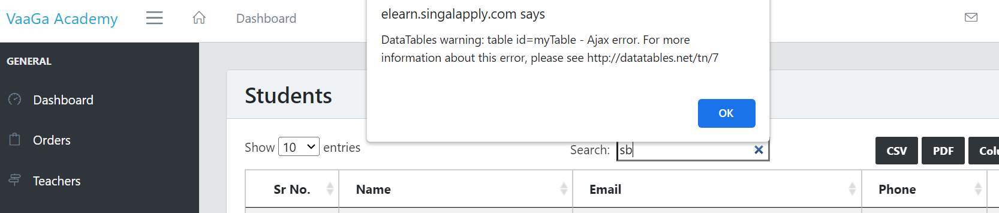 VaaGa Academy
Dashboard
elearn.singalapply.com says
DataTables warning: table id=myTable - Ajax error. For more
information about this error, please see http://datatables.net/tn/7
OK
GENERAL
Dashboard
Orders
Teachers
Students
Show 10 entries
Search: sb
CSV PDF Colu
Sr No. Name Email Phone